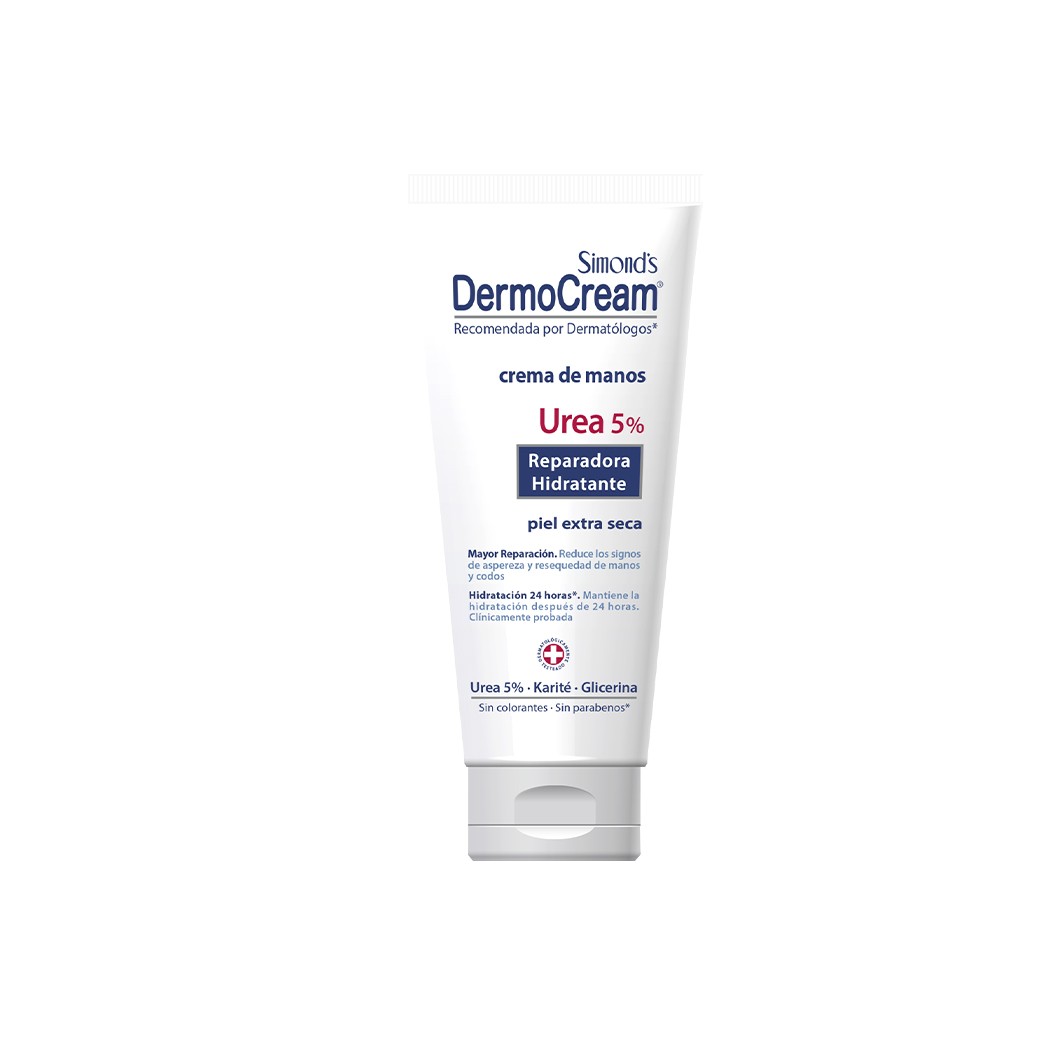 Simond's
DermoCream®
Recomendada por Dermatólogos*
crema de manos
Urea 5%
Reparadora
Hidratante
piel extra seca
Mayor Reparación. Reduce los signos
de aspereza y resequedad de manos
y codos
Hidratación 24 horas*. Mantiene la
hidratación después de 24 horas.
Clínicamente probada
DERMATOLÓGICAMENTE
TESTEADO
Urea 5% · Karité · Glicerina
Sin colorantes · Sin parabenos*